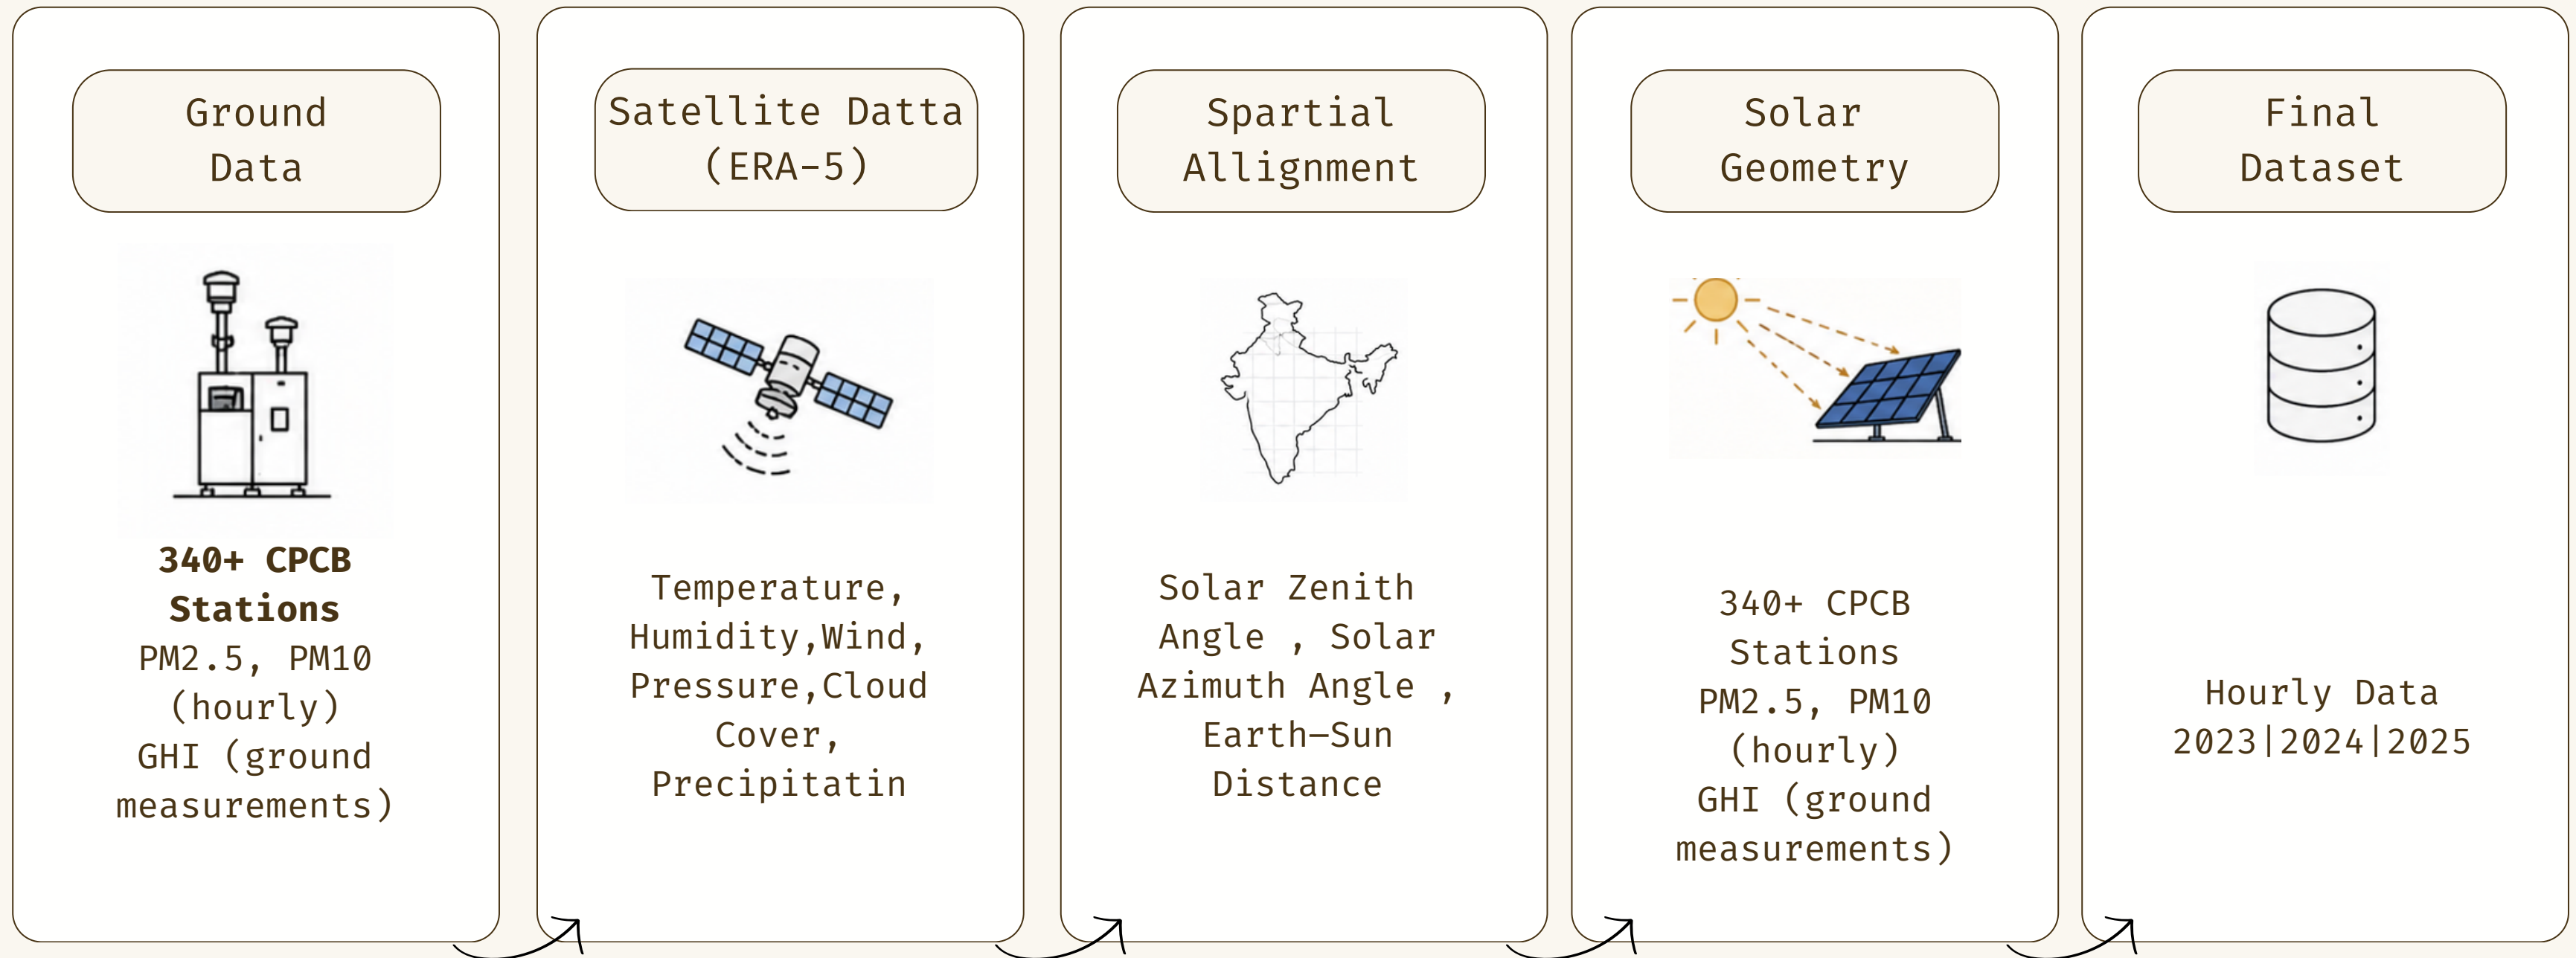 Ground
Data
340+ CPCB
Stations
PM2.5, PM10
(hourly)
GHI (ground
measurements)
Satellite Datta
(ERA-5)
Temperature,
Humidity,Wind,
Pressure,Cloud
Cover,
Precipitatin
Spartial
Allignment
Solar Zenith
Angle , Solar
Azimuth Angle ,
Earth–Sun
Distance
Solar
Geometry
340+ CPCB
Stations
PM2.5, PM10
(hourly)
GHI (ground
measurements)
Final
Dataset
Hourly Data
2023|2024|2025